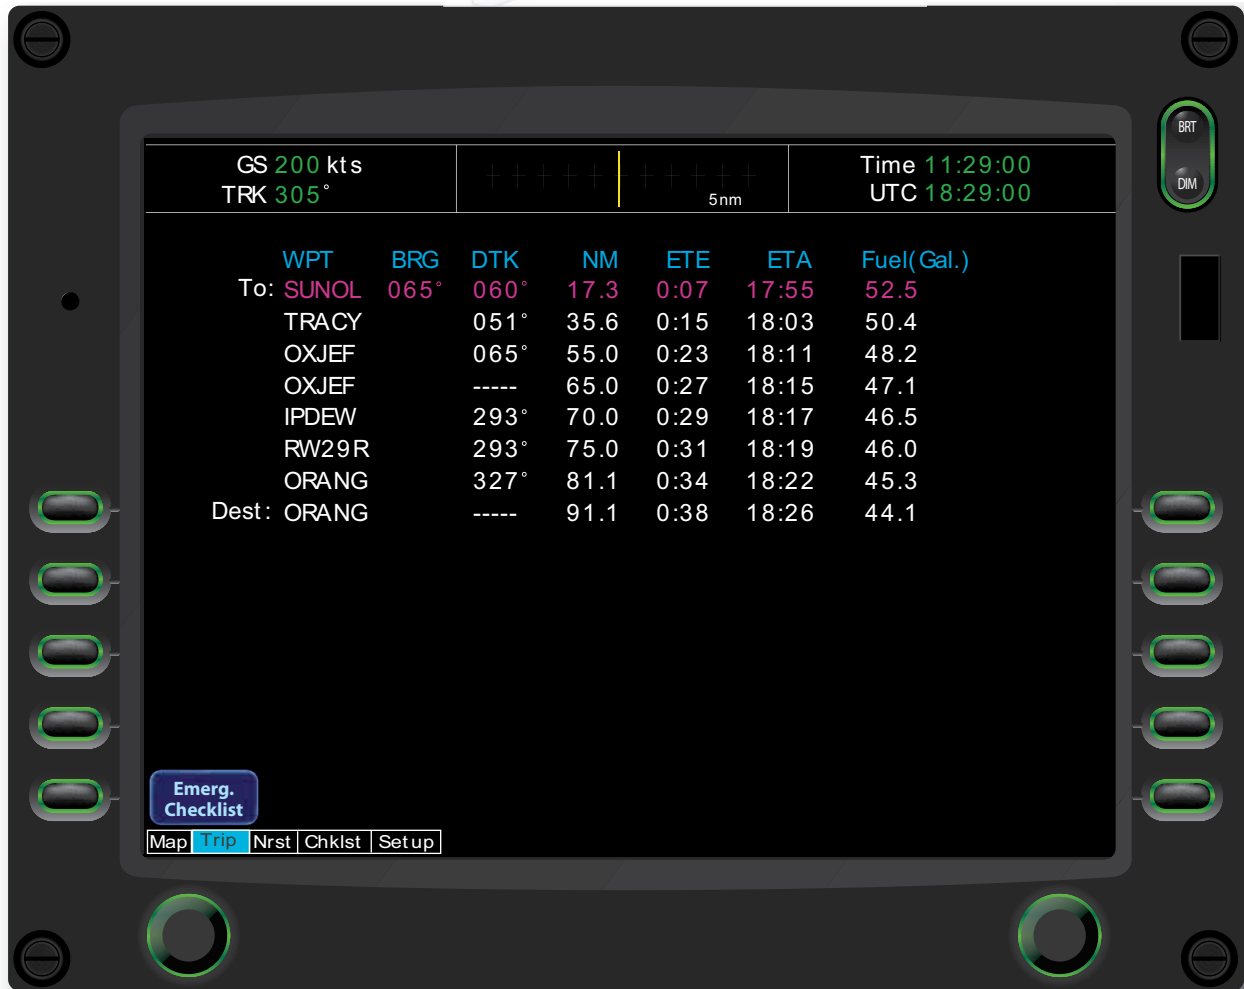 BRT
DIM
GS 200 kts
TRK 305°
5nm
Time 11:29:00
UTC 18:29:00
WPT BRG DTK NM ETE ETA Fuel(Gal.)
To: SUNOL 065° 060° 17.3 0:07 17:55 52.5
TRACY 051° 35.6 0:15 18:03 50.4
OXJEF 065° 55.0 0:23 18:11 48.2
OXJEF ----- 65.0 0:27 18:15 47.1
IPDEW 293° 70.0 0:29 18:17 46.5
RW29R 293° 75.0 0:31 18:19 46.0
ORANG 327° 81.1 0:34 18:22 45.3
Dest: ORANG ----- 91.1 0:38 18:26 44.1
Emerg.
Checklist
Map Trip Nrst Chklst Setup